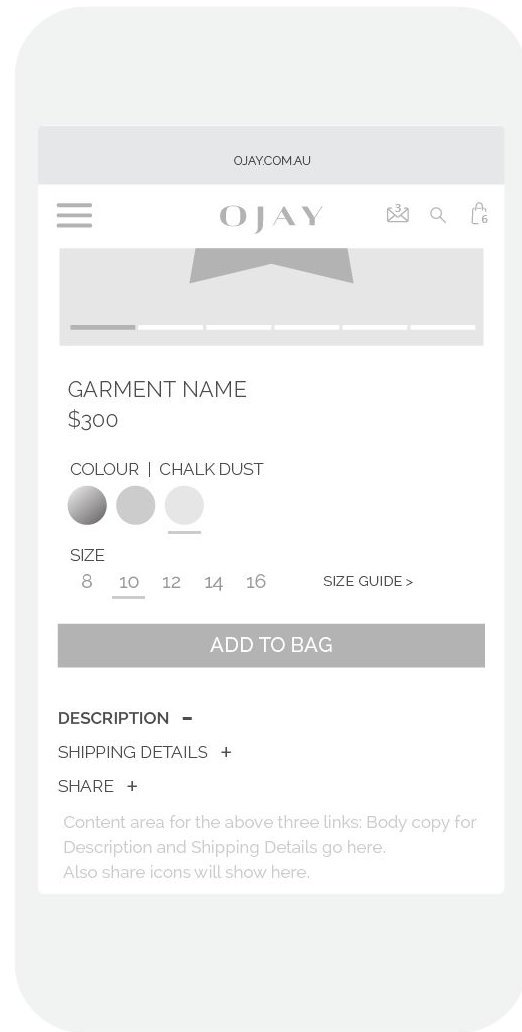 OJAY.COM.AU
OJAY 3 6
GARMENT NAME
$300
COLOUR | CHALK DUST
SIZE
8 10 12 14 16 SIZE GUIDE >
ADD TO BAG
DESCRIPTION –
SHIPPING DETAILS +
SHARE +
Content area for the above three links: Body copy for
Description and Shipping Details go here.
Also share icons will show here.